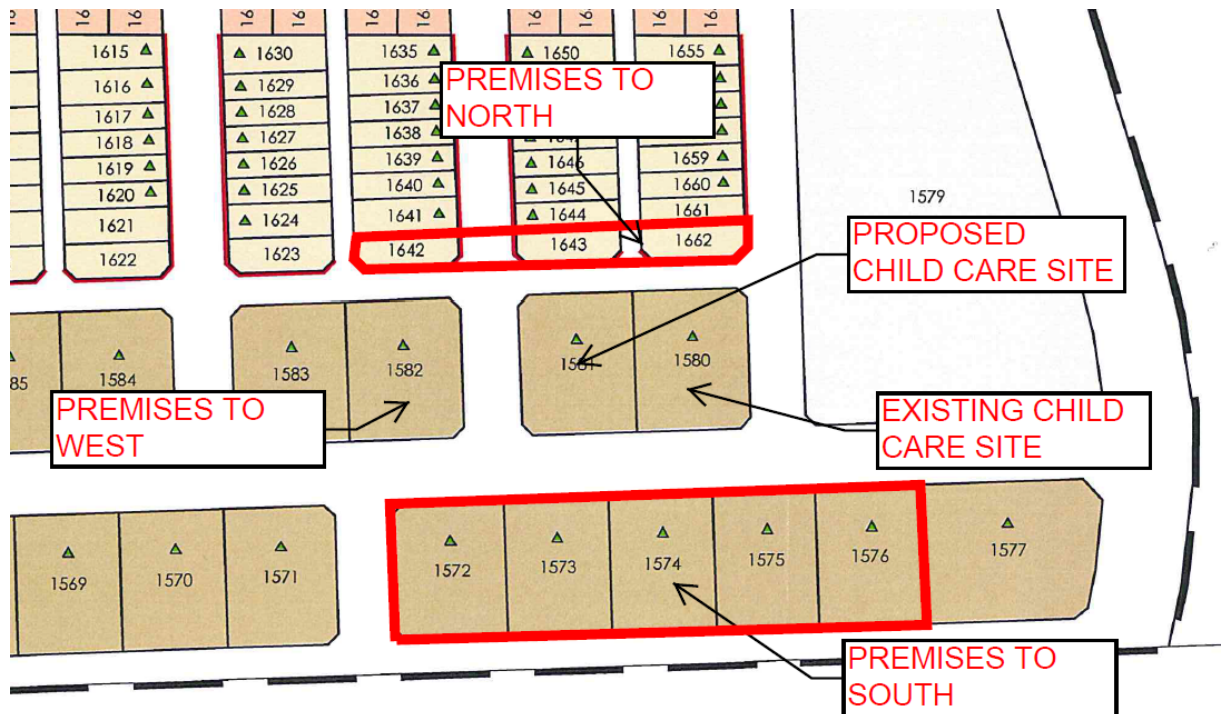 1615 1630 1635 1650 1655
1616 1629 1636
PREMISES TO
NORTH
1617 1628 1637
1618 1627 1638
1619 1626 1639 1646 1659
1620 1625 1640 1645 1660
1621 1624 1641 1644 1661
1622 1623 1642 1643 1662
1579
PROPOSED
CHILD CARE SITE
1584 1583 1582 1581 1580
PREMISES TO
WEST
EXISTING CHILD
CARE SITE
1569 1570 1571 1572 1573 1574 1575 1576 1577
PREMISES TO
SOUTH